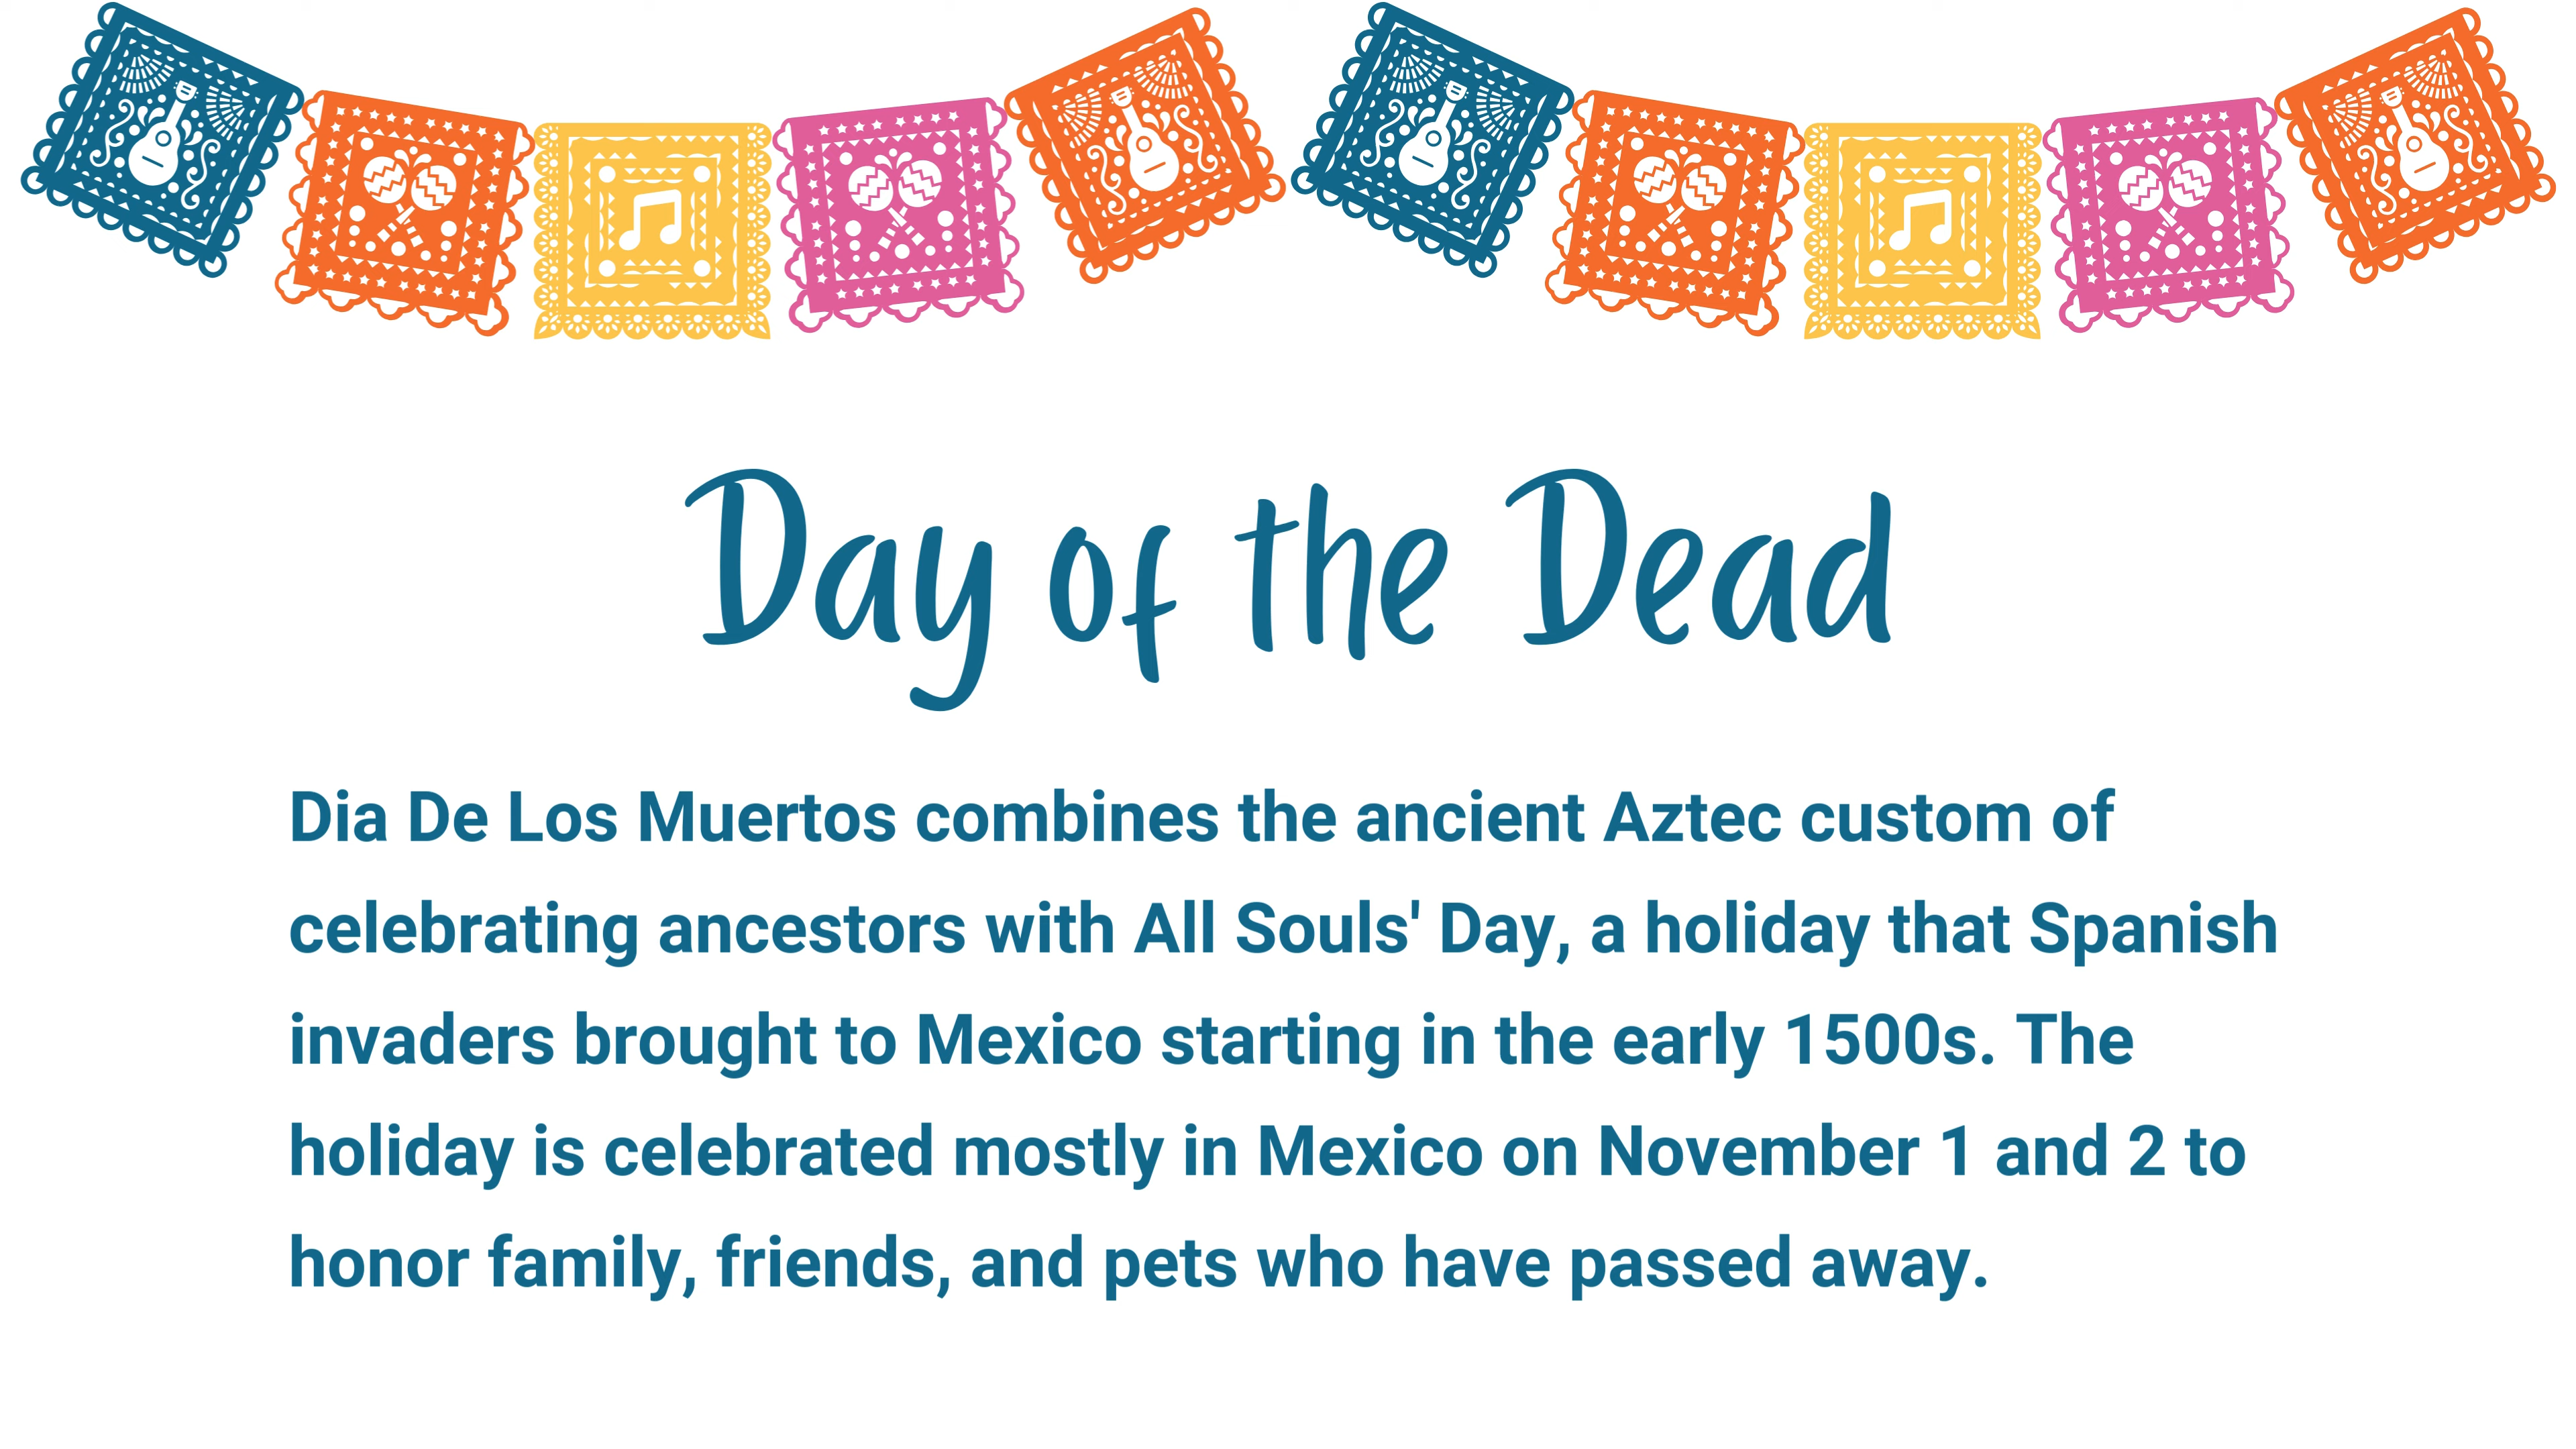 Day of the Dead
Dia De Los Muertos combines the ancient Aztec custom of
celebrating ancestors with All Souls' Day, a holiday that Spanish
invaders brought to Mexico starting in the early 1500s. The
holiday is celebrated mostly in Mexico on November 1 and 2 to
honor family, friends, and pets who have passed away.